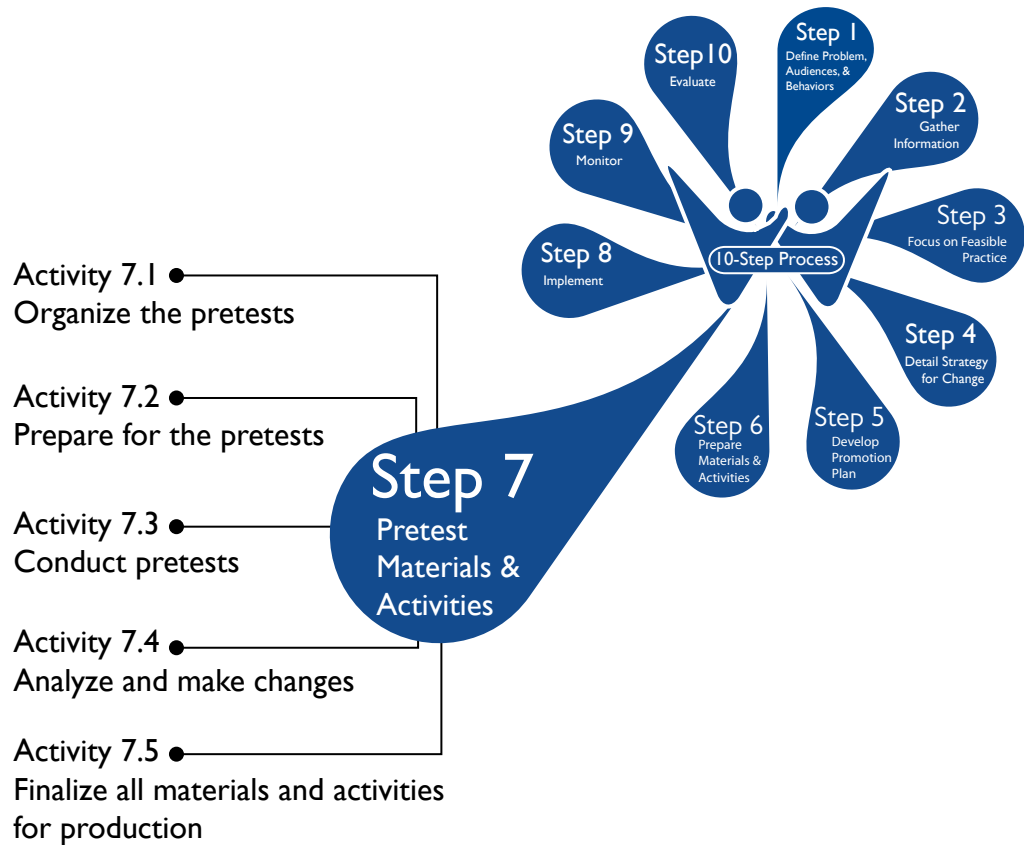 Step 1
Define Problem,
Audiences, &
Behaviors
Step 2
Gather
Information
Step 3
Focus on Feasible
Practice
Step 4
Detail Strategy
for Change
Step 5
Develop
Promotion
Plan
Step 6
Prepare
Materials &
Activities
Step 7
Pretest
Materials &
Activities
Step 8
Implement
Step 9
Monitor
Step10
Evaluate
10-Step Process
Activity 7.1
Organize the pretests
Activity 7.2
Prepare for the pretests
Activity 7.3
Conduct pretests
Activity 7.4
Analyze and make changes
Activity 7.5
Finalize all materials and activities
for production